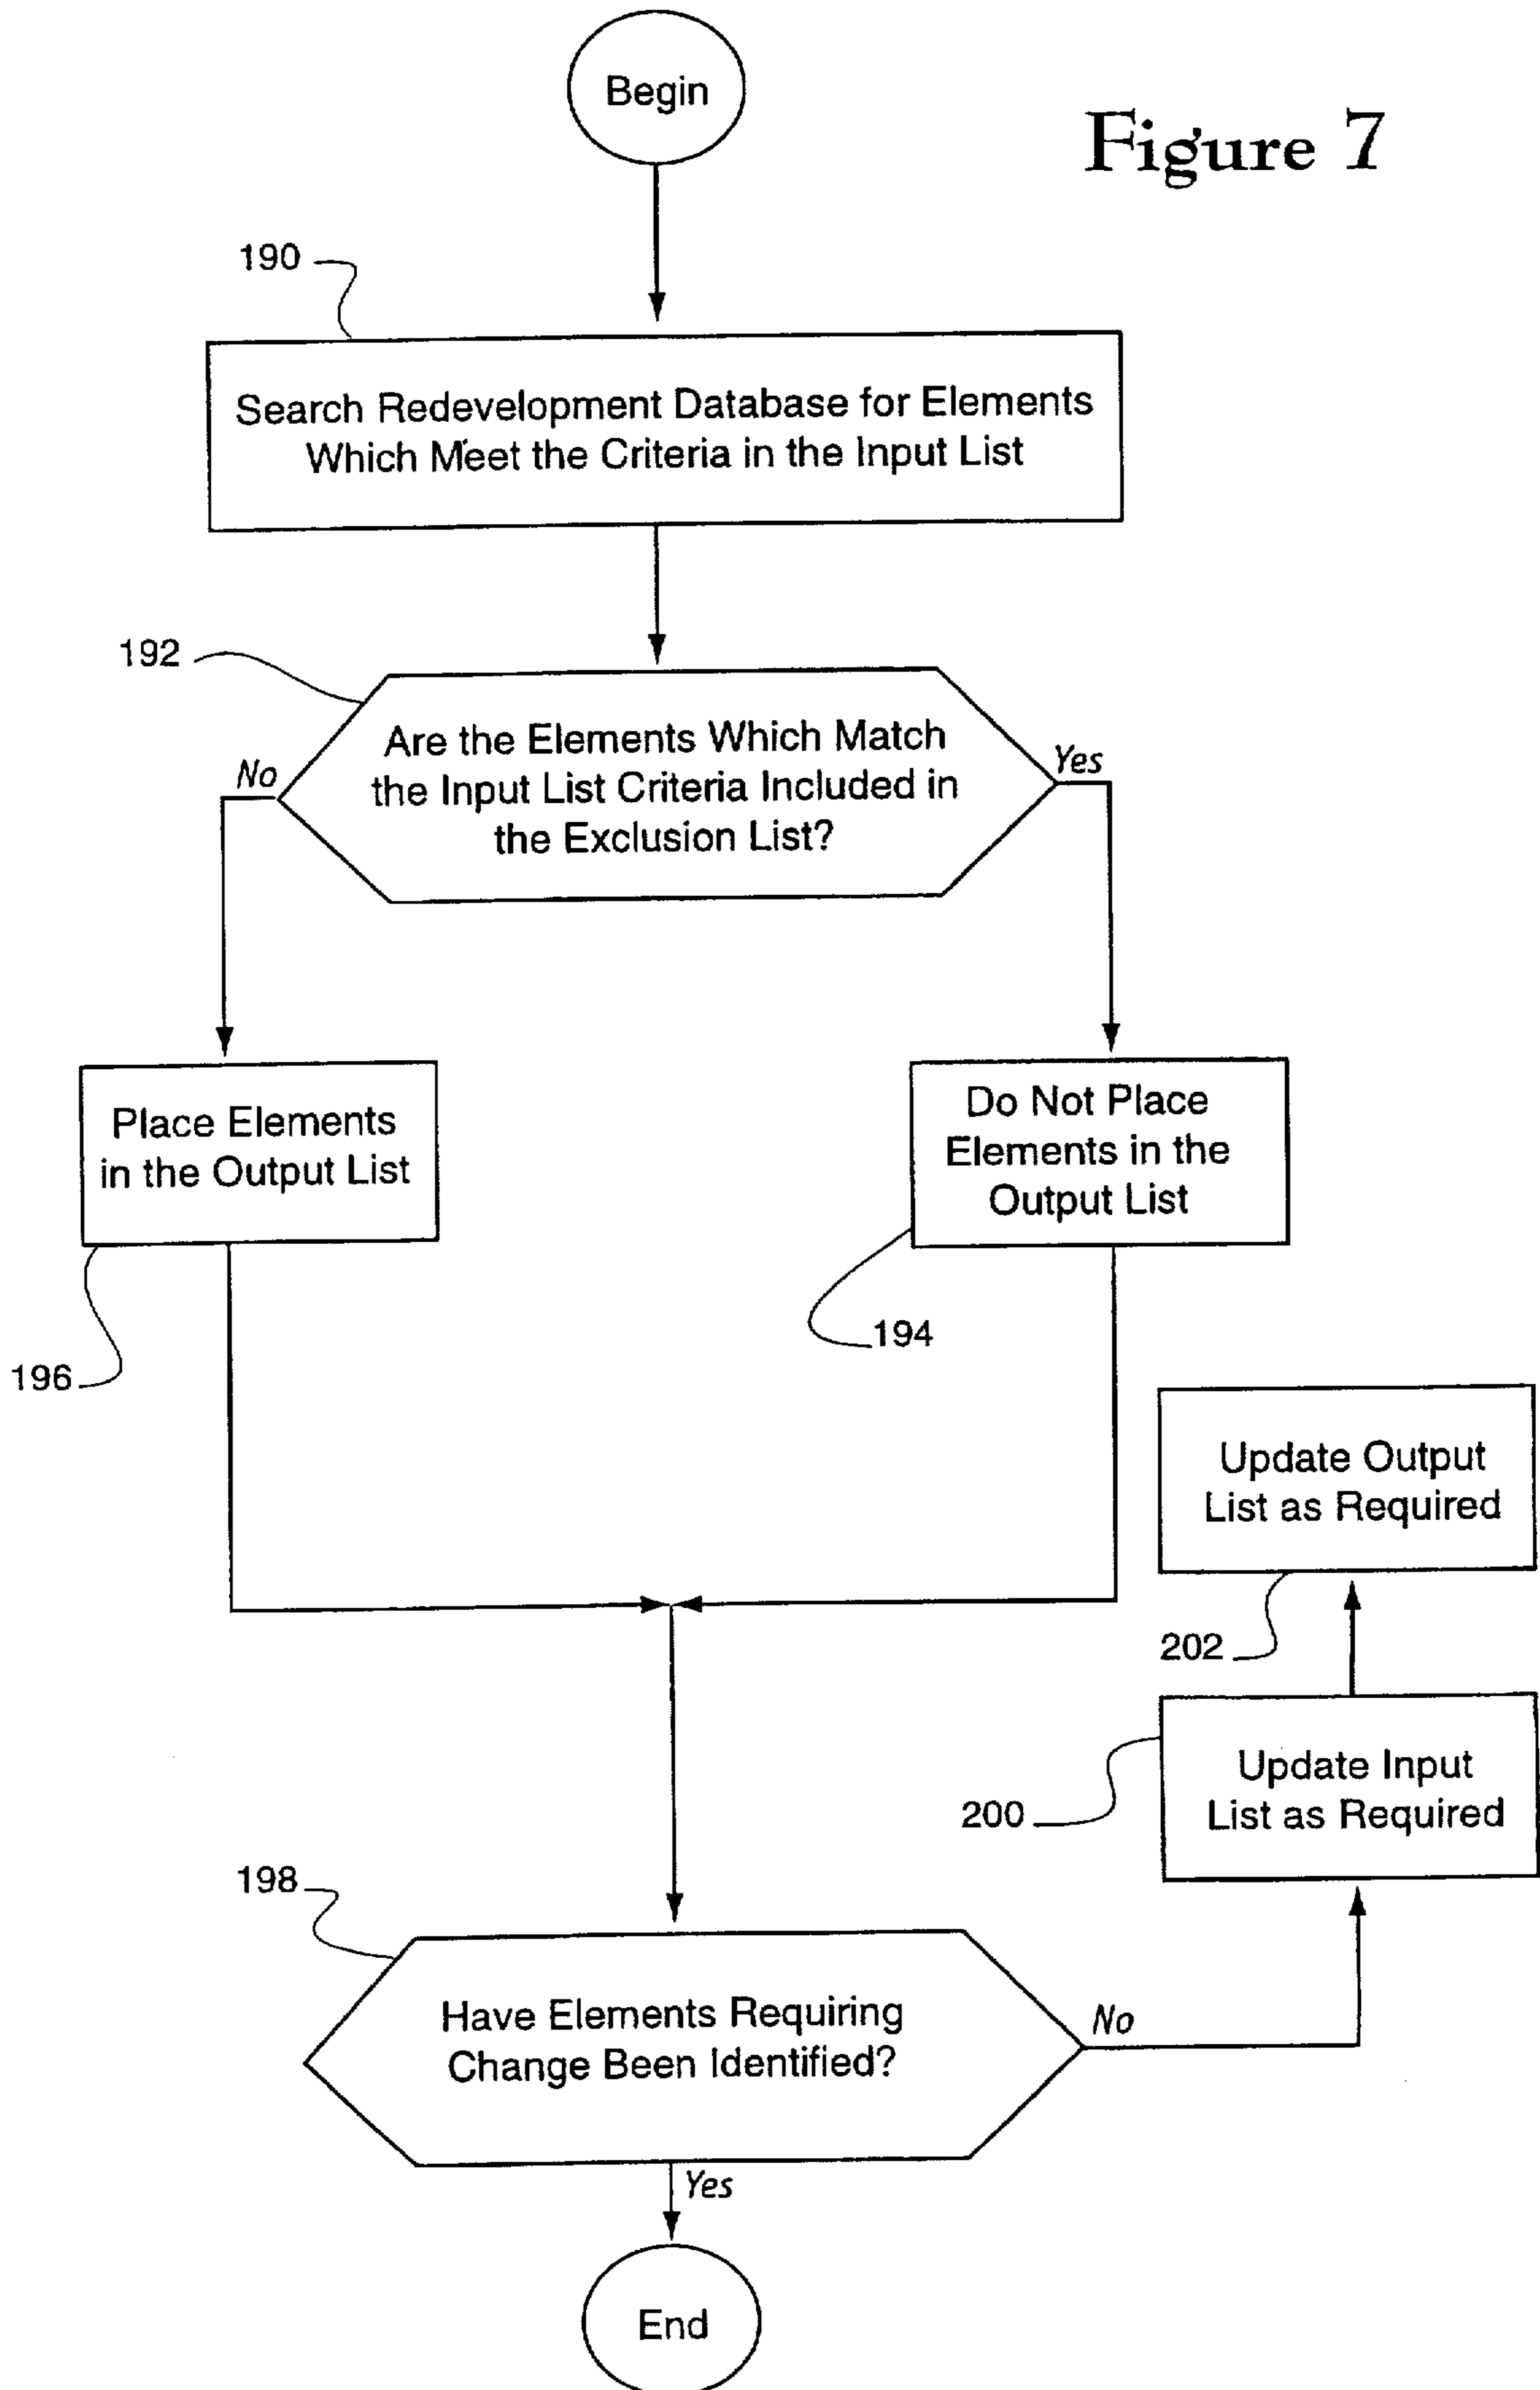 Begin
Figure 7
190
Search Redevelopment Database for Elements
Which Meet the Criteria in the Input List
192
Are the Elements Which Match
the Input List Criteria Included in
the Exclusion List?
No
Yes
Place Elements
in the Output List
Do Not Place
Elements in the
Output List
196
194
Update Output
List as Required
202
Update Input
List as Required
200
198
Have Elements Requiring
Change Been Identified?
No
Yes
End